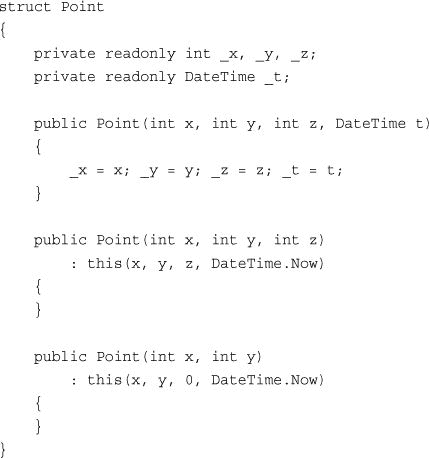 struct Point
{
    private readonly int _x, _y, _z;
    private readonly DateTime _t;

    public Point(int x, int y, int z, DateTime t)
    {
        _x = x; _y = y; _z = z; _t = t;
    }

    public Point(int x, int y, int z)
        : this(x, y, z, DateTime.Now)
    {
    }

    public Point(int x, int y)
        : this(x, y, 0, DateTime.Now)
    {
    }
}